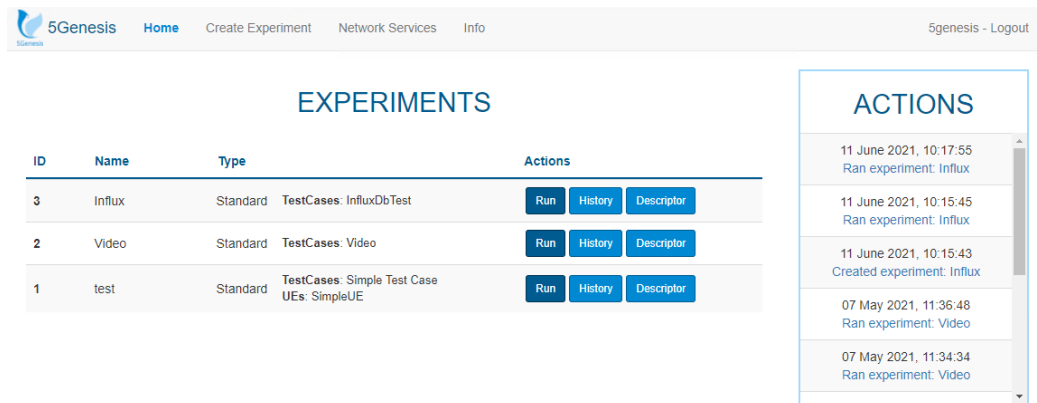 5Genesis Home Create Experiment Network Services Info 5genesis - Logout
5Genesis
EXPERIMENTS
ID Name Type Actions
3 Influx Standard TestCases: InfluxDbTest Run History Descriptor
2 Video Standard TestCases: Video Run History Descriptor
1 test Standard TestCases: Simple Test Case
UEs: SimpleUE Run History Descriptor
ACTIONS
11 June 2021, 10:17:55
Ran experiment: Influx
11 June 2021, 10:15:45
Ran experiment: Influx
11 June 2021, 10:15:43
Created experiment: Influx
07 May 2021, 11:36:48
Ran experiment: Video
07 May 2021, 11:34:34
Ran experiment: Video